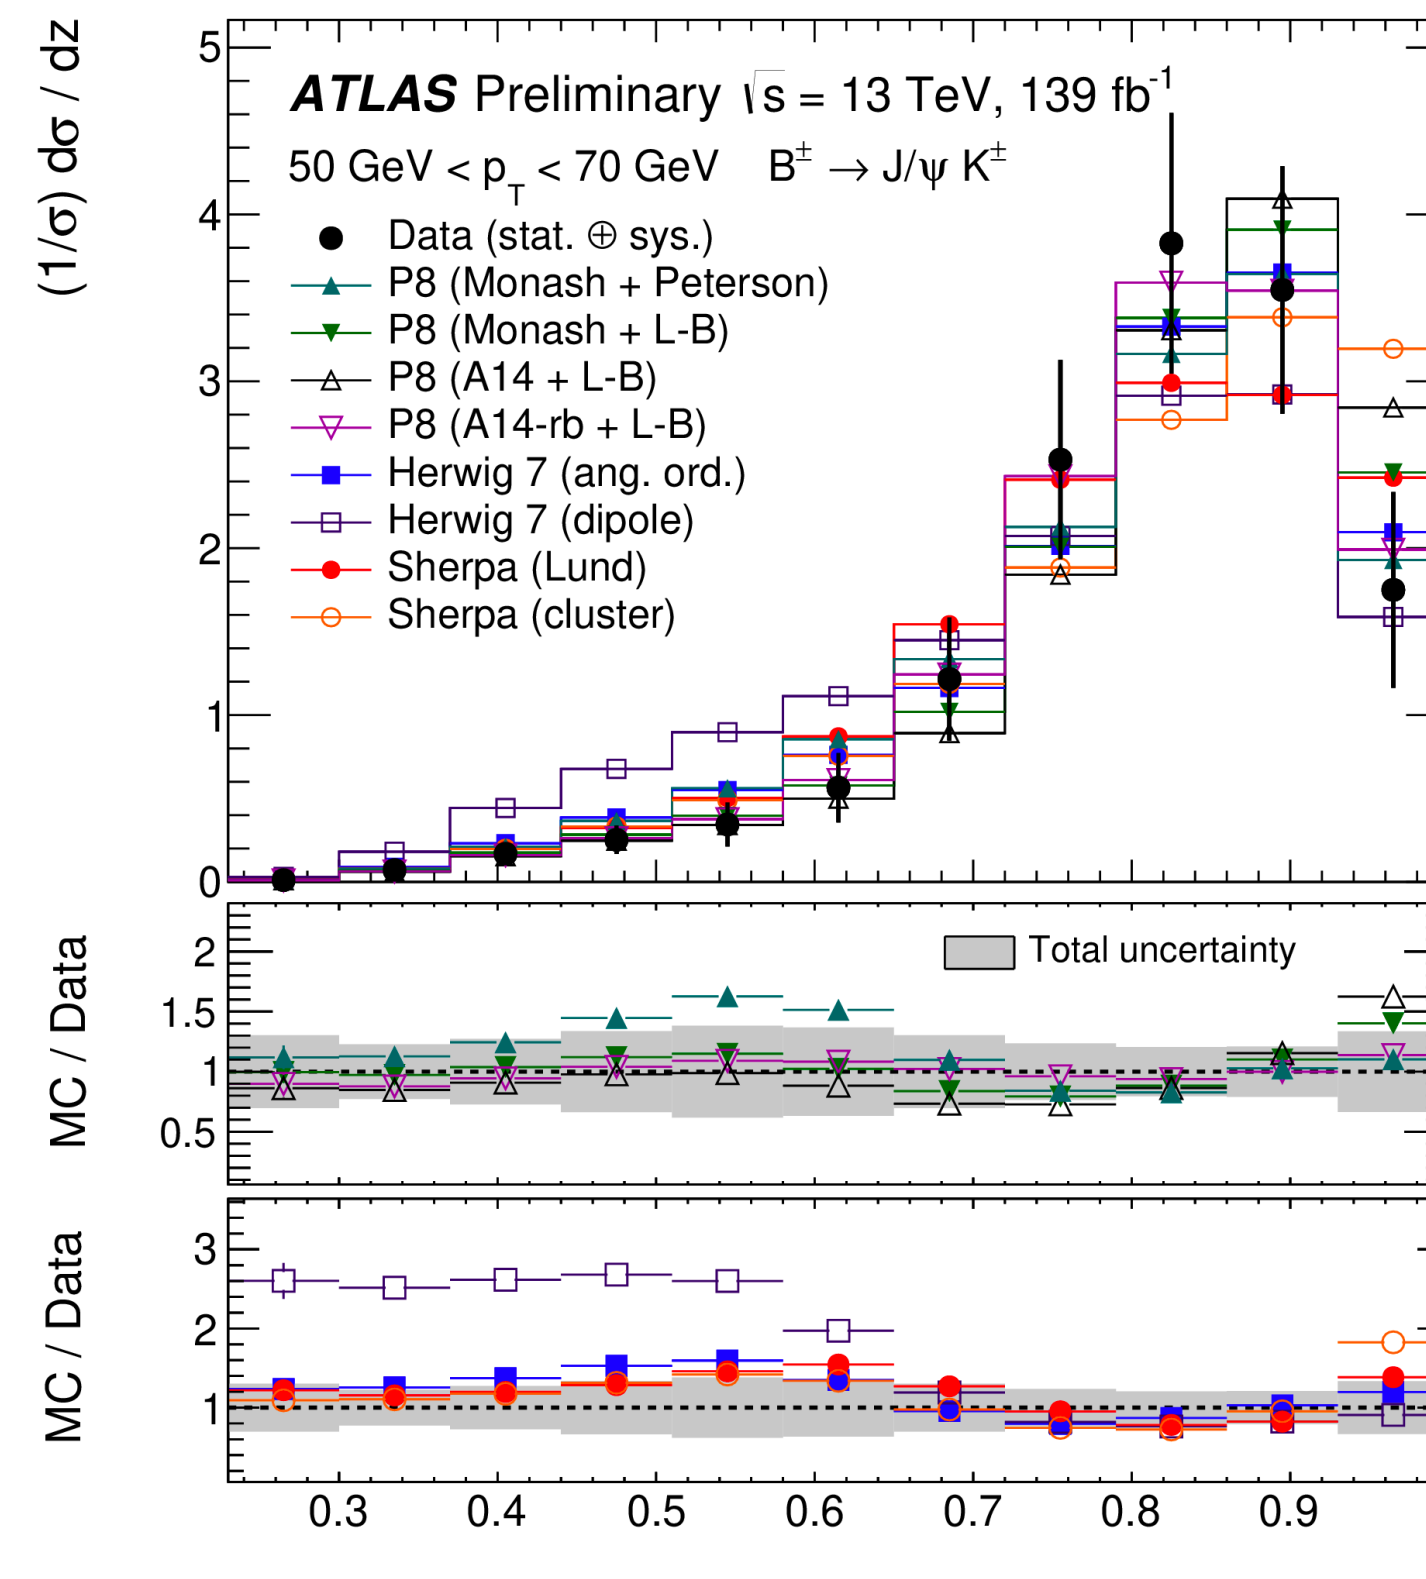 (1/σ) dσ / dz
5
4
3
2
1
0
ATLAS Preliminary √s = 13 TeV, 139 fb⁻¹
50 GeV < p_T < 70 GeV B± → J/ψ K±
Data (stat. ⊕ sys.)
P8 (Monash + Peterson)
P8 (Monash + L-B)
P8 (A14 + L-B)
P8 (A14-rb + L-B)
Herwig 7 (ang. ord.)
Herwig 7 (dipole)
Sherpa (Lund)
Sherpa (cluster)
MC / Data
2
1.5
1
0.5
Total uncertainty
MC / Data
3
2
1
0.3 0.4 0.5 0.6 0.7 0.8 0.9